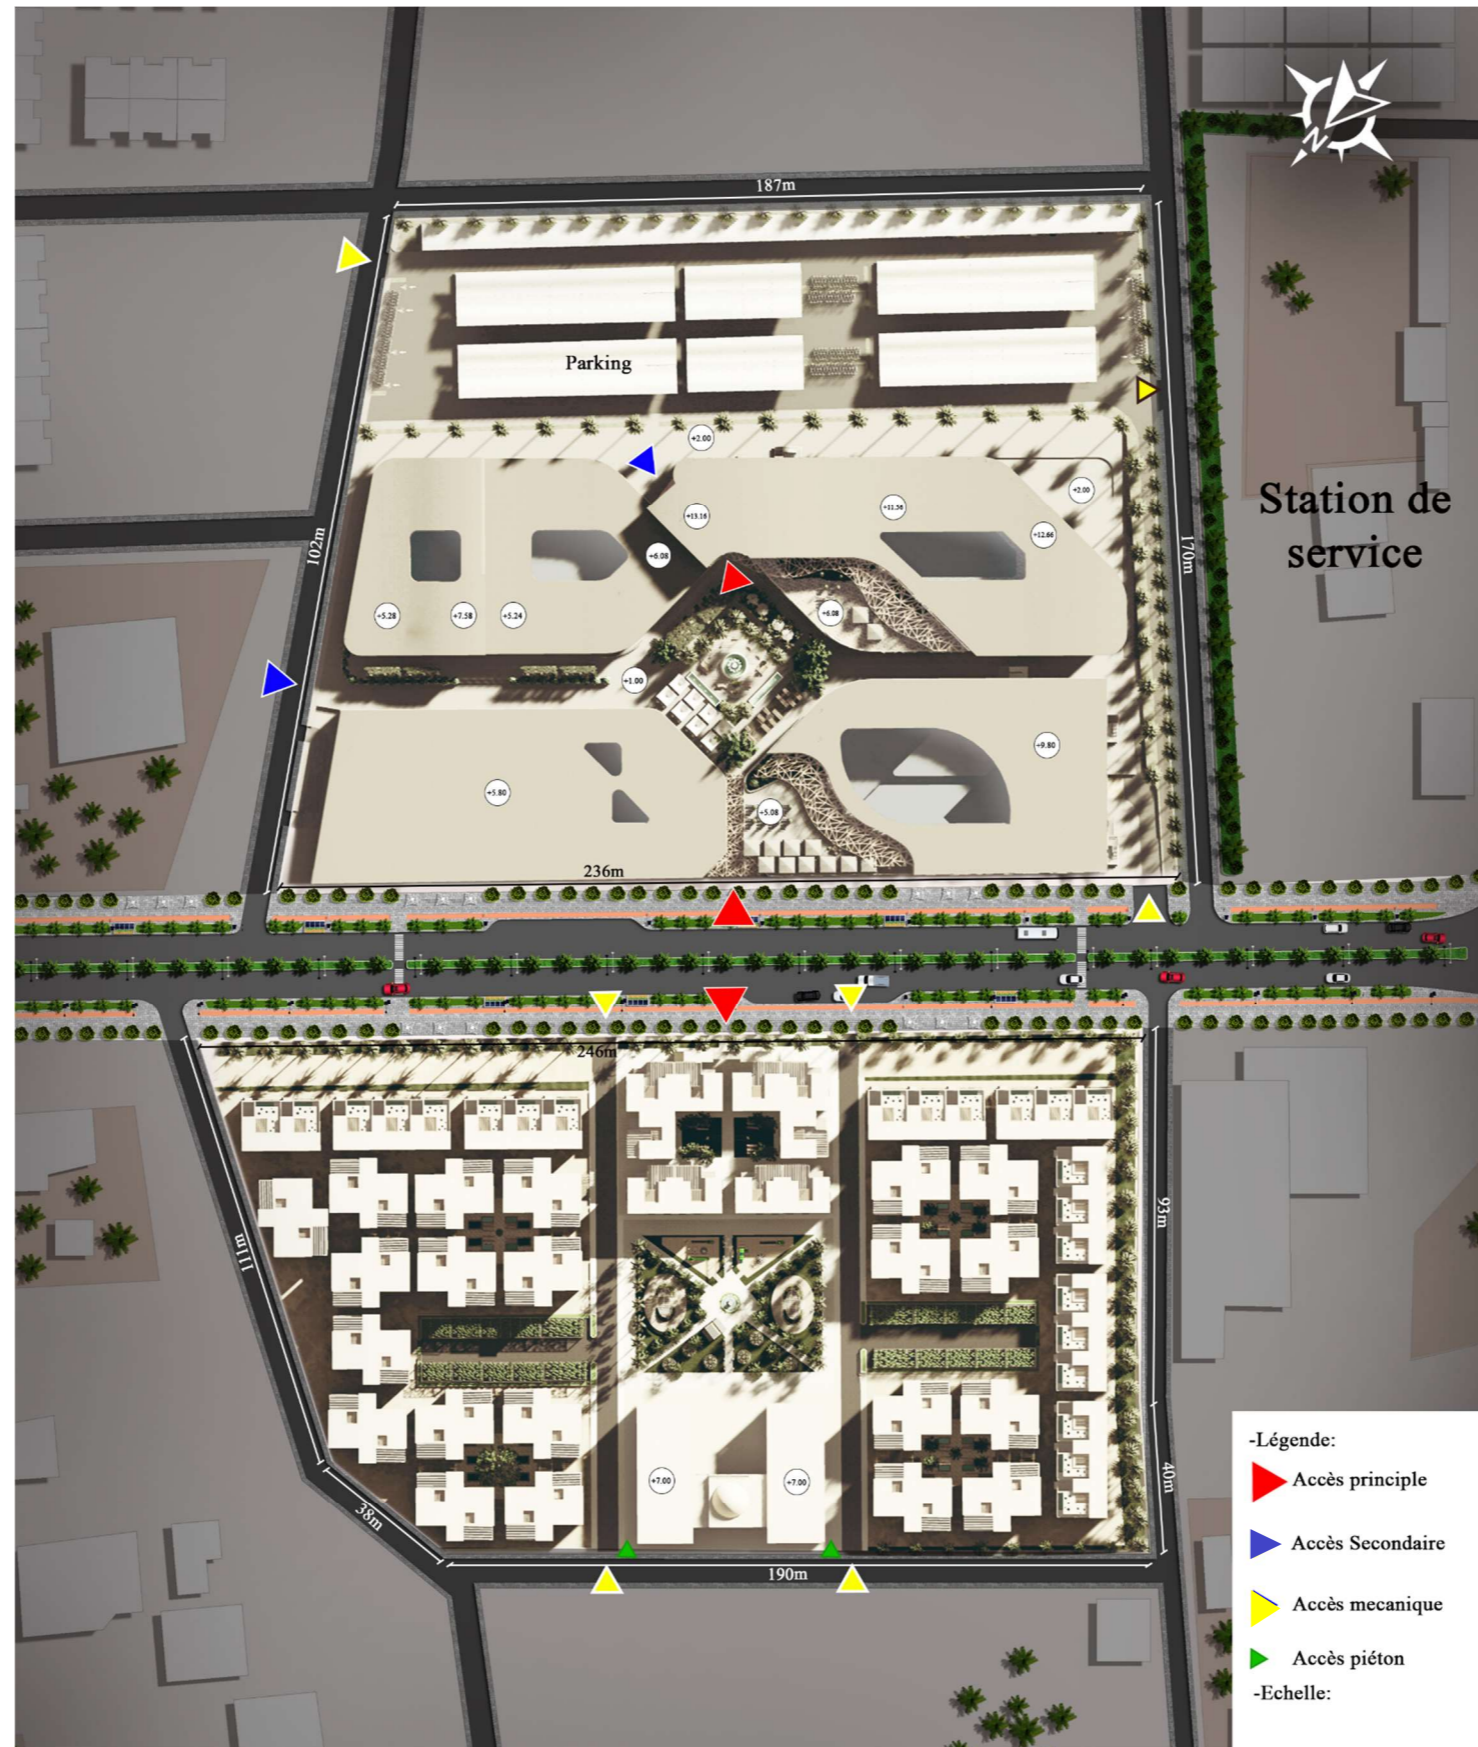 N
187m
Parking
+2.00
+2.00
+13.16
+11.56
+12.66
Station de
service
102m
170m
+6.08
+5.28
+7.58
+5.24
+6.08
+1.00
+9.80
+5.80
+5.08
236m
246m
111m
93m
38m
40m
+7.00
+7.00
190m
-Légende:
Accès principle
Accès Secondaire
Accès mecanique
Accès piéton
-Echelle: